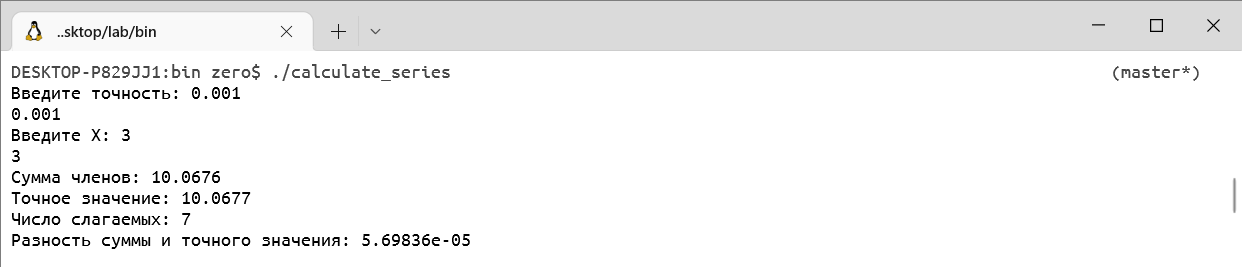 ..sktop/lab/bin
DESKTOP-P829JJ1:bin zero$ ./calculate_series (master*)
Введите точность: 0.001
0.001
Введите X: 3
3
Сумма членов: 10.0676
Точное значение: 10.0677
Число слагаемых: 7
Разность суммы и точного значения: 5.69836e-05